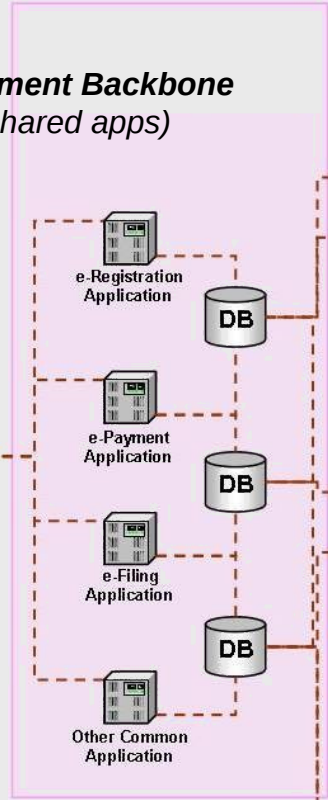 ment Backbone
hared apps)
e-Registration
Application
DB
e-Payment
Application
DB
e-Filing
Application
DB
Other Common
Application